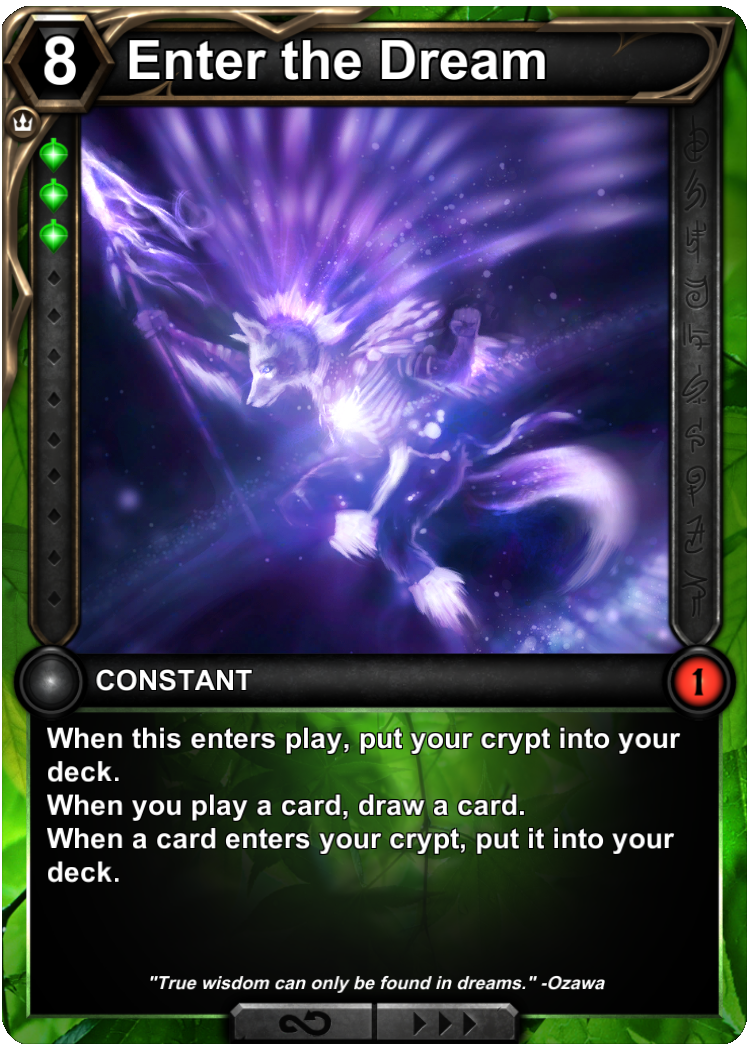 8 Enter the Dream
CONSTANT 1
When this enters play, put your crypt into your
deck.
When you play a card, draw a card.
When a card enters your crypt, put it into your
deck.
"True wisdom can only be found in dreams." -Ozawa